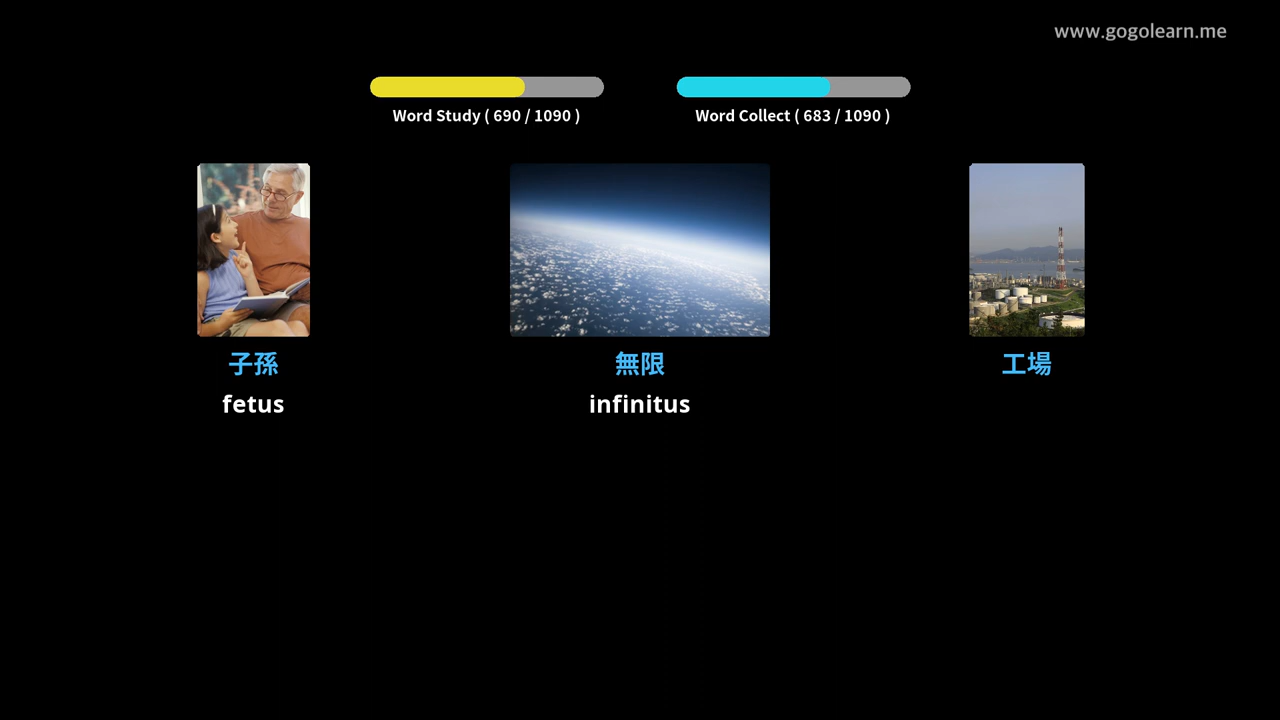 www.gogolearn.me
Word Study ( 690 / 1090 )
Word Collect ( 683 / 1090 )
子孫
fetus
無限
infinitus
工場